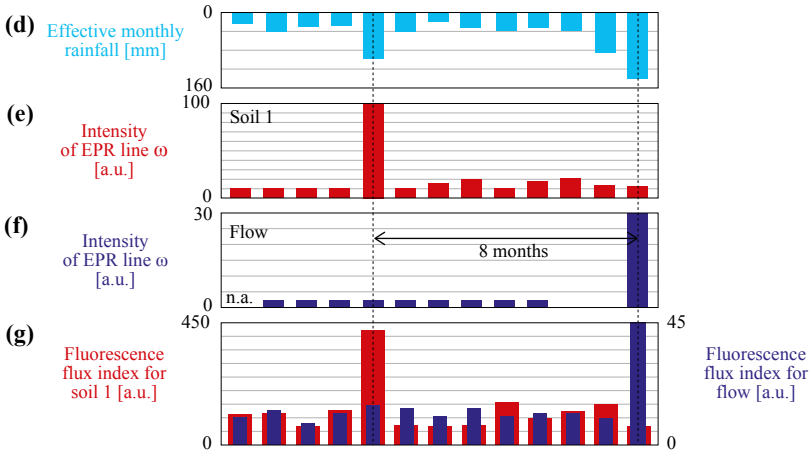 (d)
Effective monthly
rainfall [mm]
0
160
(e)
Intensity
of EPR line ω
[a.u.]
100
0
Soil 1
(f)
Intensity
of EPR line ω
[a.u.]
30
0
Flow
8 months
n.a.
(g)
Fluorescence
flux index for
soil 1 [a.u.]
450
0
45
0
Fluorescence
flux index for
flow [a.u.]